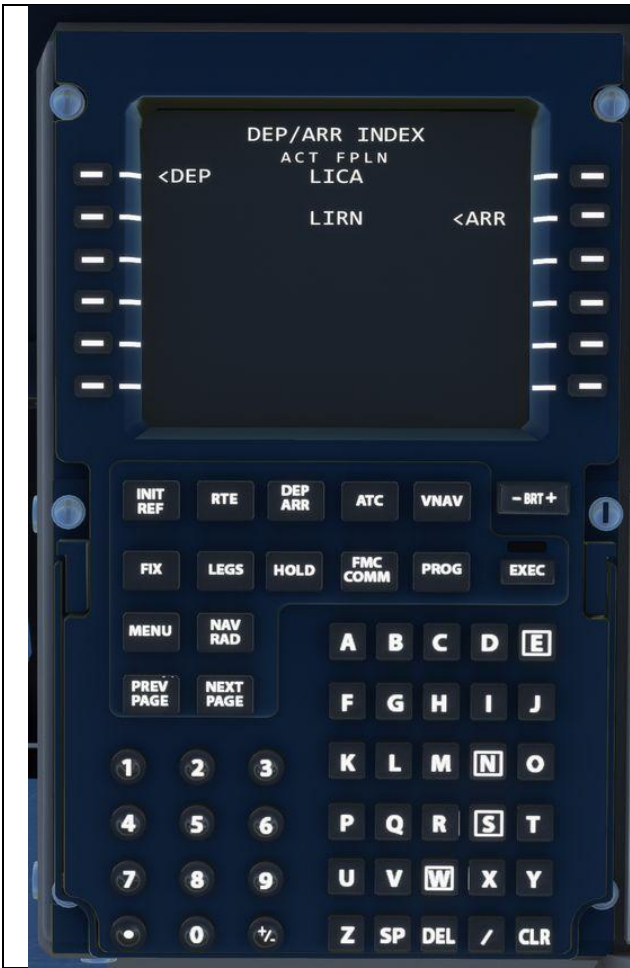 DEP/ARR INDEX
ACT FPLN
<DEP LICA
LIRN <ARR
INIT REF RTE DEP ARR ATC VNAV - BRT +
FIX LEGS HOLD FMC COMM PROG EXEC
MENU NAV RAD
A B C D E
PREV PAGE NEXT PAGE
F G H I J
1 2 3
K L M N O
4 5 6
P Q R S T
7 8 9
U V W X Y
. 0 +/-
Z SP DEL / CLR